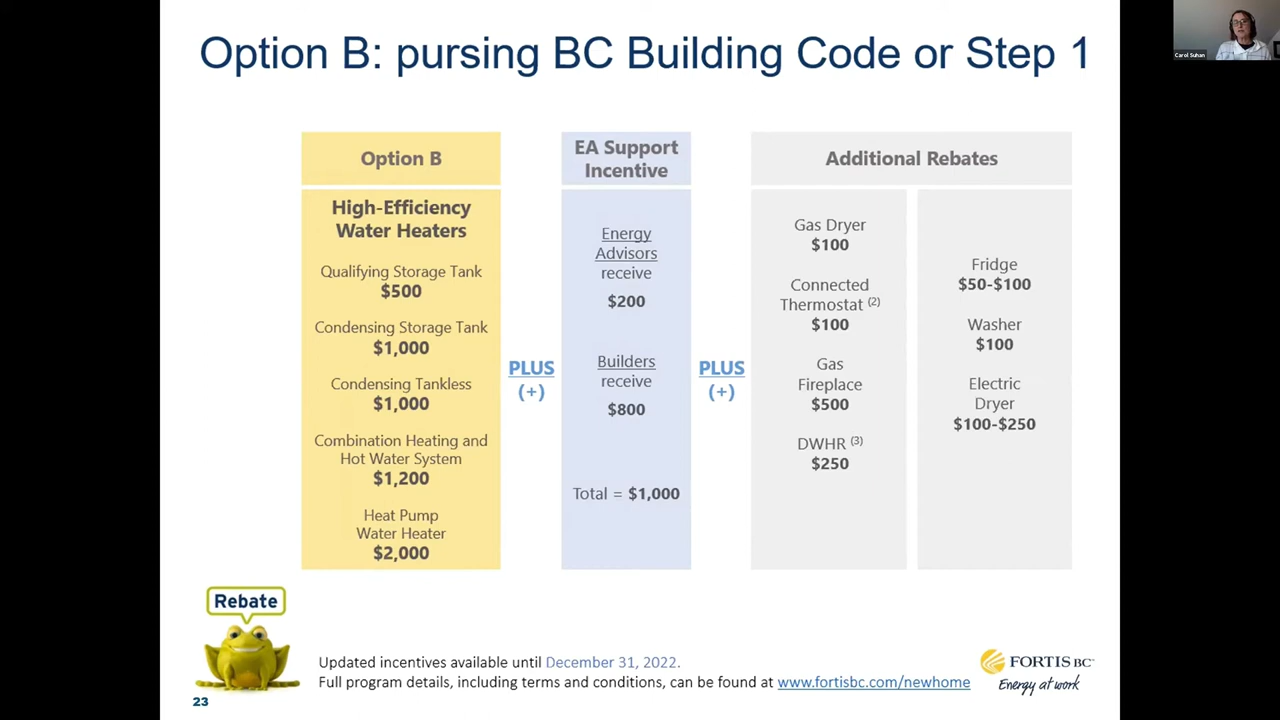 Option B: pursing BC Building Code or Step 1
Carol Suhan
Option B
High-Efficiency
Water Heaters
Qualifying Storage Tank
$500
Condensing Storage Tank
$1,000
Condensing Tankless
$1,000
Combination Heating and
Hot Water System
$1,200
Heat Pump
Water Heater
$2,000
PLUS
(+)
EA Support
Incentive
Energy
Advisors
receive
$200
Builders
receive
$800
Total = $1,000
PLUS
(+)
Additional Rebates
Gas Dryer
$100
Connected
Thermostat (2)
$100
Gas
Fireplace
$500
DWHR (3)
$250
Fridge
$50-$100
Washer
$100
Electric
Dryer
$100-$250
Rebate
Updated incentives available until December 31, 2022.
Full program details, including terms and conditions, can be found at www.fortisbc.com/newhome
FORTIS BC™
Energy at work
23